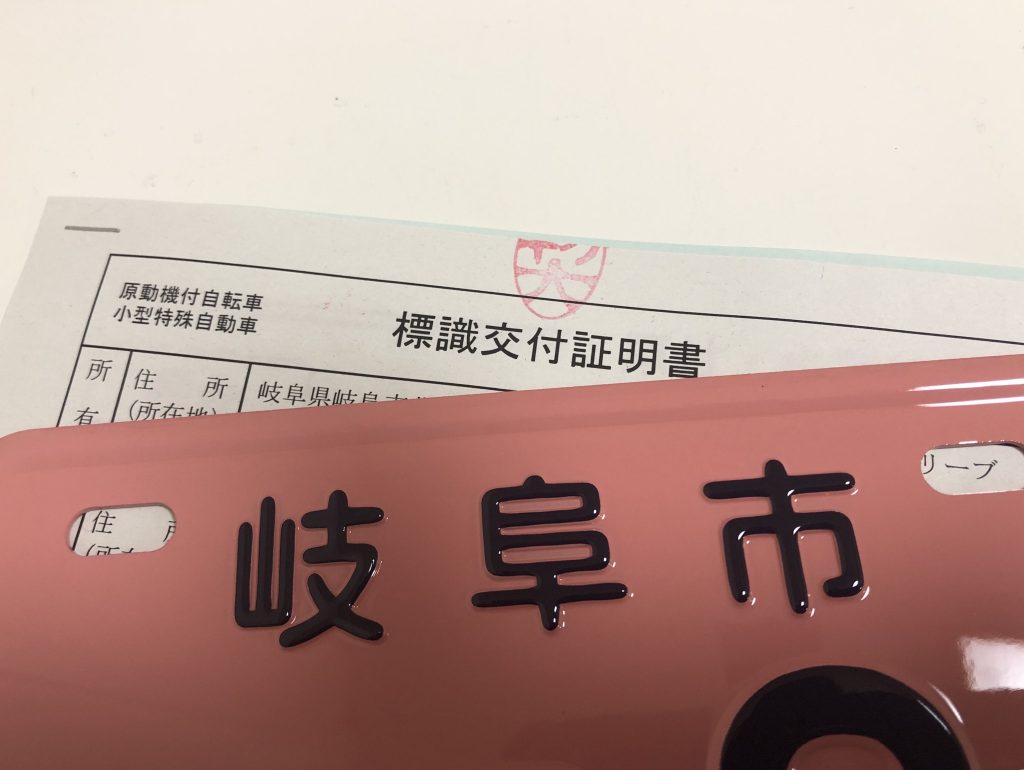 原動機付自転車
小型特殊自動車
標識交付証明書
所有
住 所
(所在地)
岐阜県岐阜市
リーブ
住
岐阜市